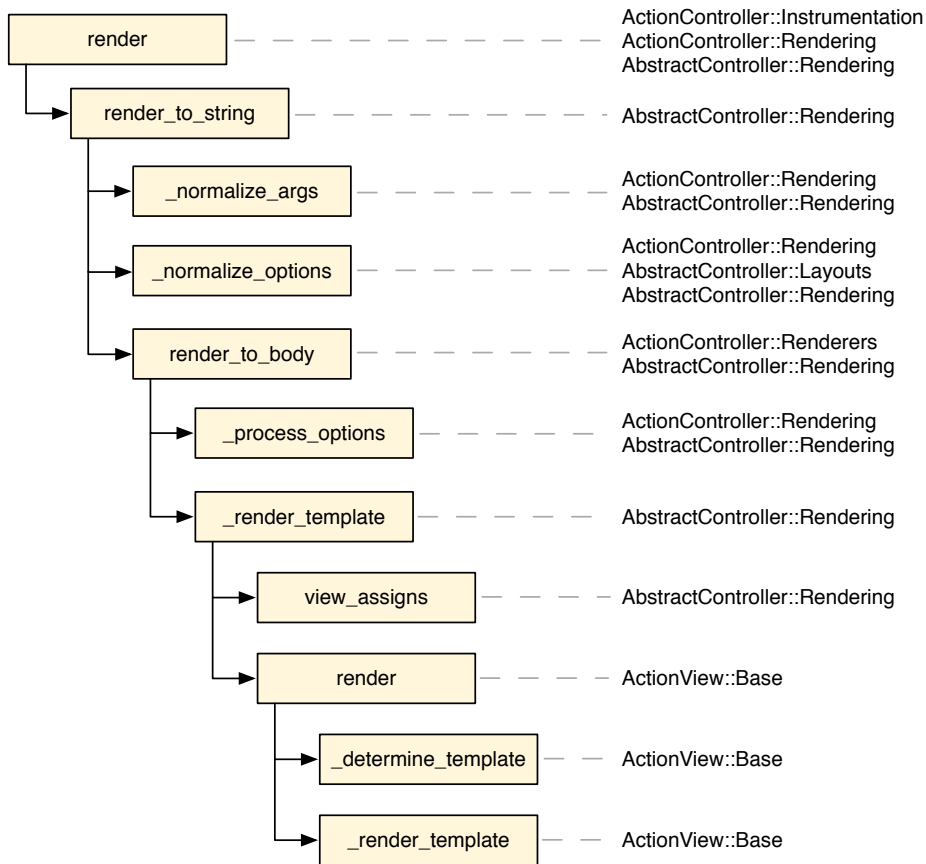 render
ActionController::Instrumentation
ActionController::Rendering
AbstractController::Rendering
render_to_string
AbstractController::Rendering
_normalize_args
ActionController::Rendering
AbstractController::Rendering
_normalize_options
ActionController::Rendering
AbstractController::Layouts
AbstractController::Rendering
render_to_body
ActionController::Renderers
AbstractController::Rendering
_process_options
ActionController::Rendering
AbstractController::Rendering
_render_template
AbstractController::Rendering
view_assigns
AbstractController::Rendering
render
ActionView::Base
_determine_template
ActionView::Base
_render_template
ActionView::Base